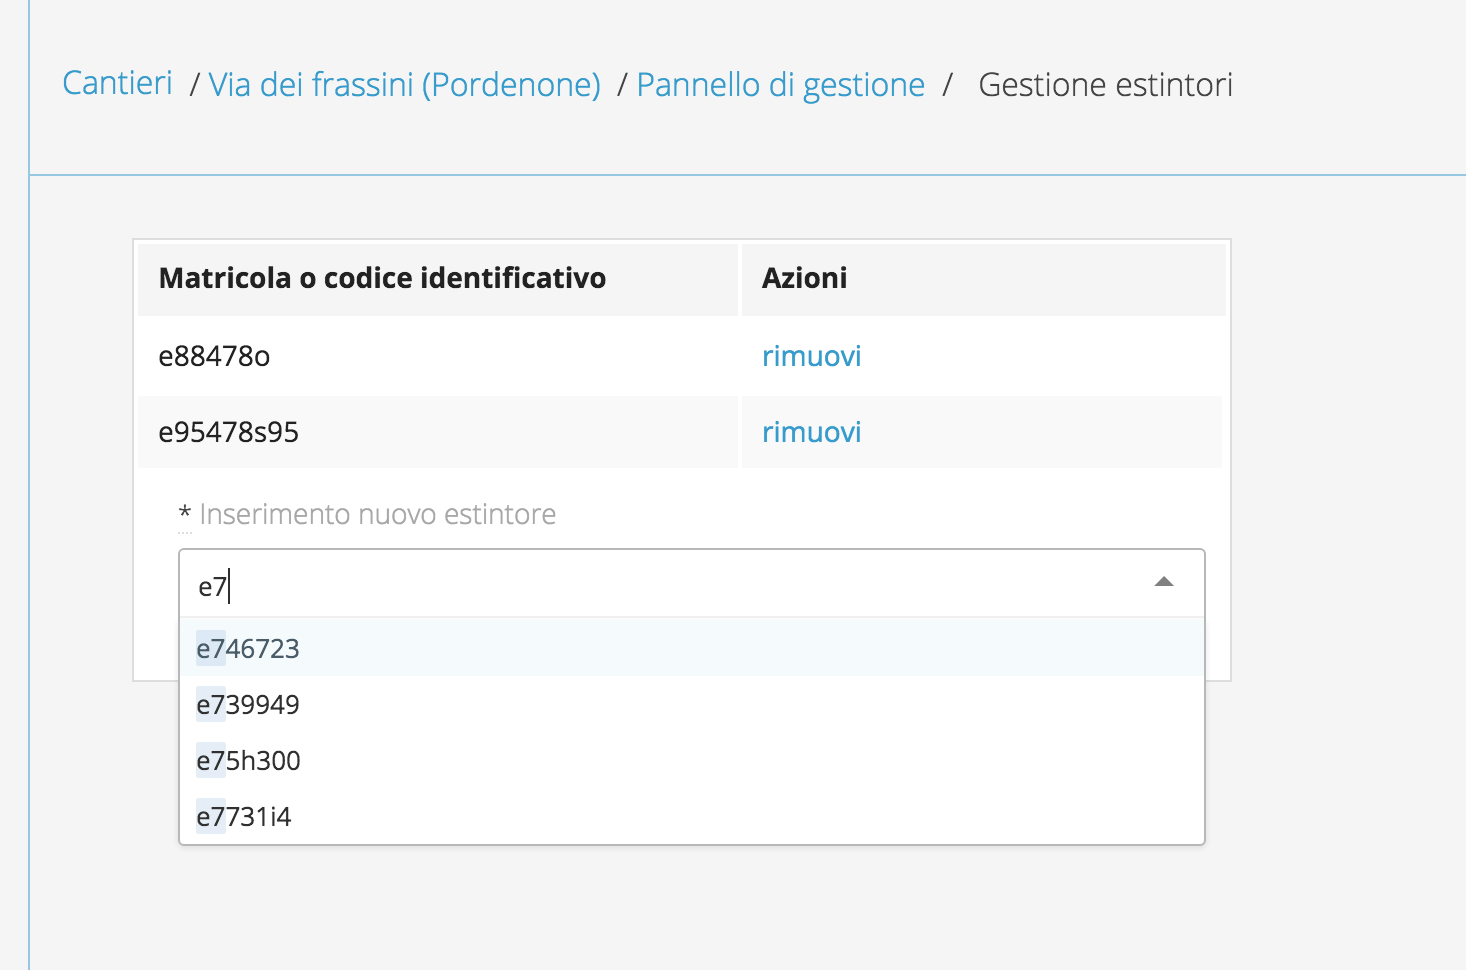 Cantieri / Via dei frassini (Pordenone) / Pannello di gestione / Gestione estintori
Matricola o codice identificativo Azioni
e88478o rimuovi
e95478s95 rimuovi
* Inserimento nuovo estintore
e7
e746723
e739949
e75h300
e7731i4